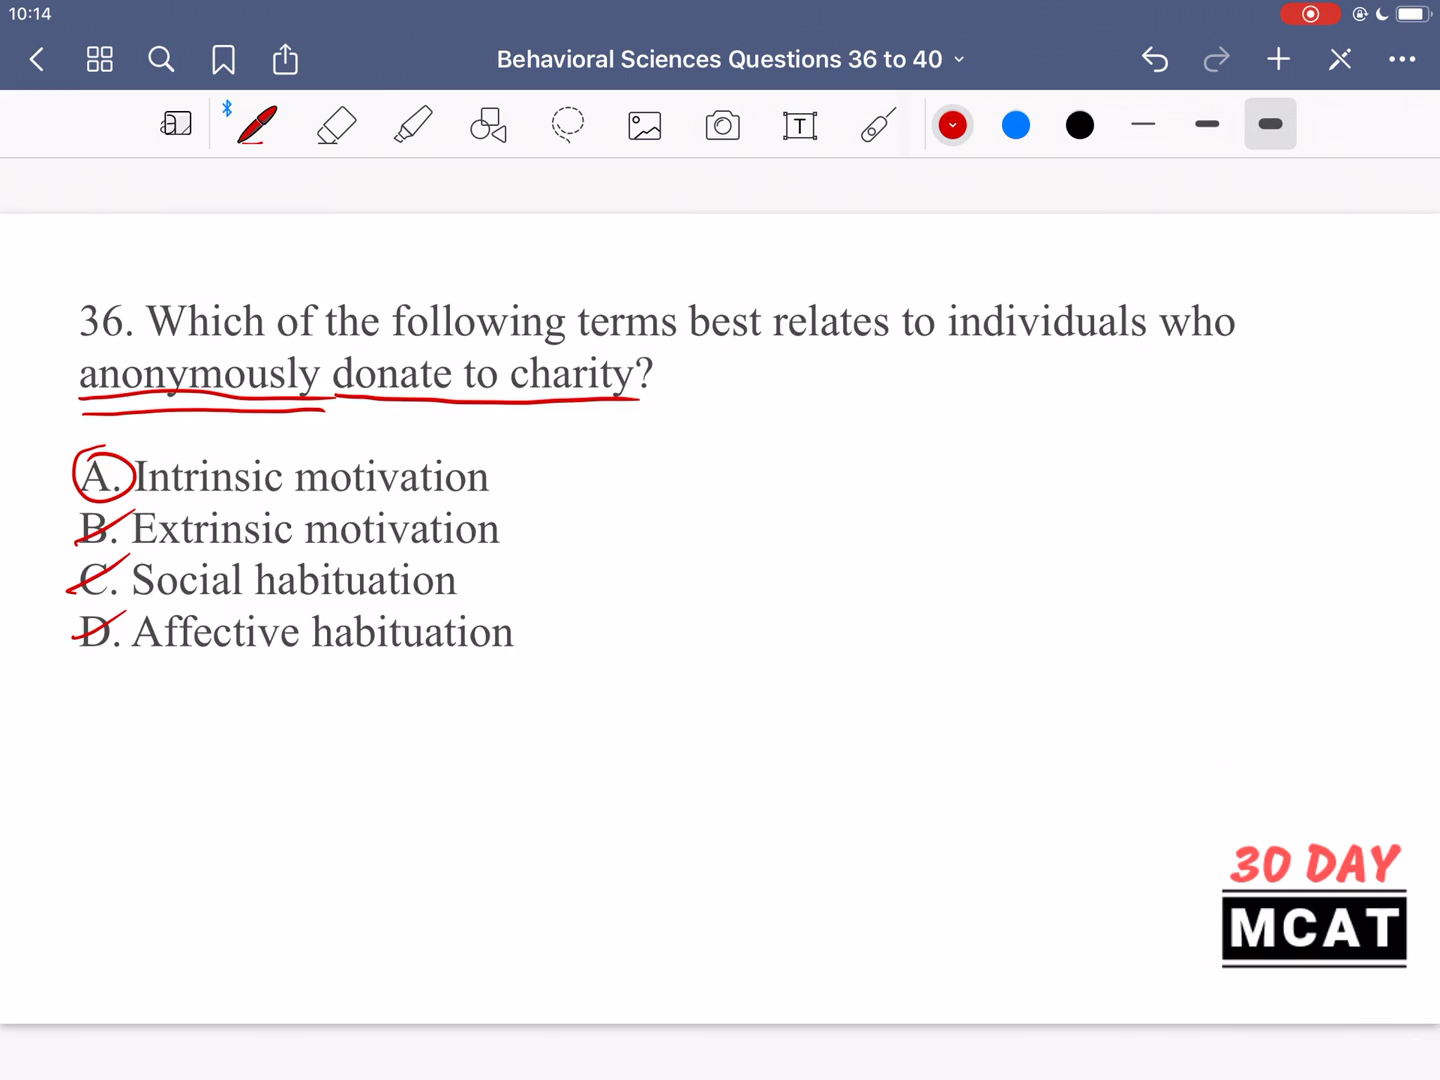 10:14
Behavioral Sciences Questions 36 to 40
36. Which of the following terms best relates to individuals who
anonymously donate to charity?
A. Intrinsic motivation
B. Extrinsic motivation
C. Social habituation
D. Affective habituation
30 DAY
MCAT